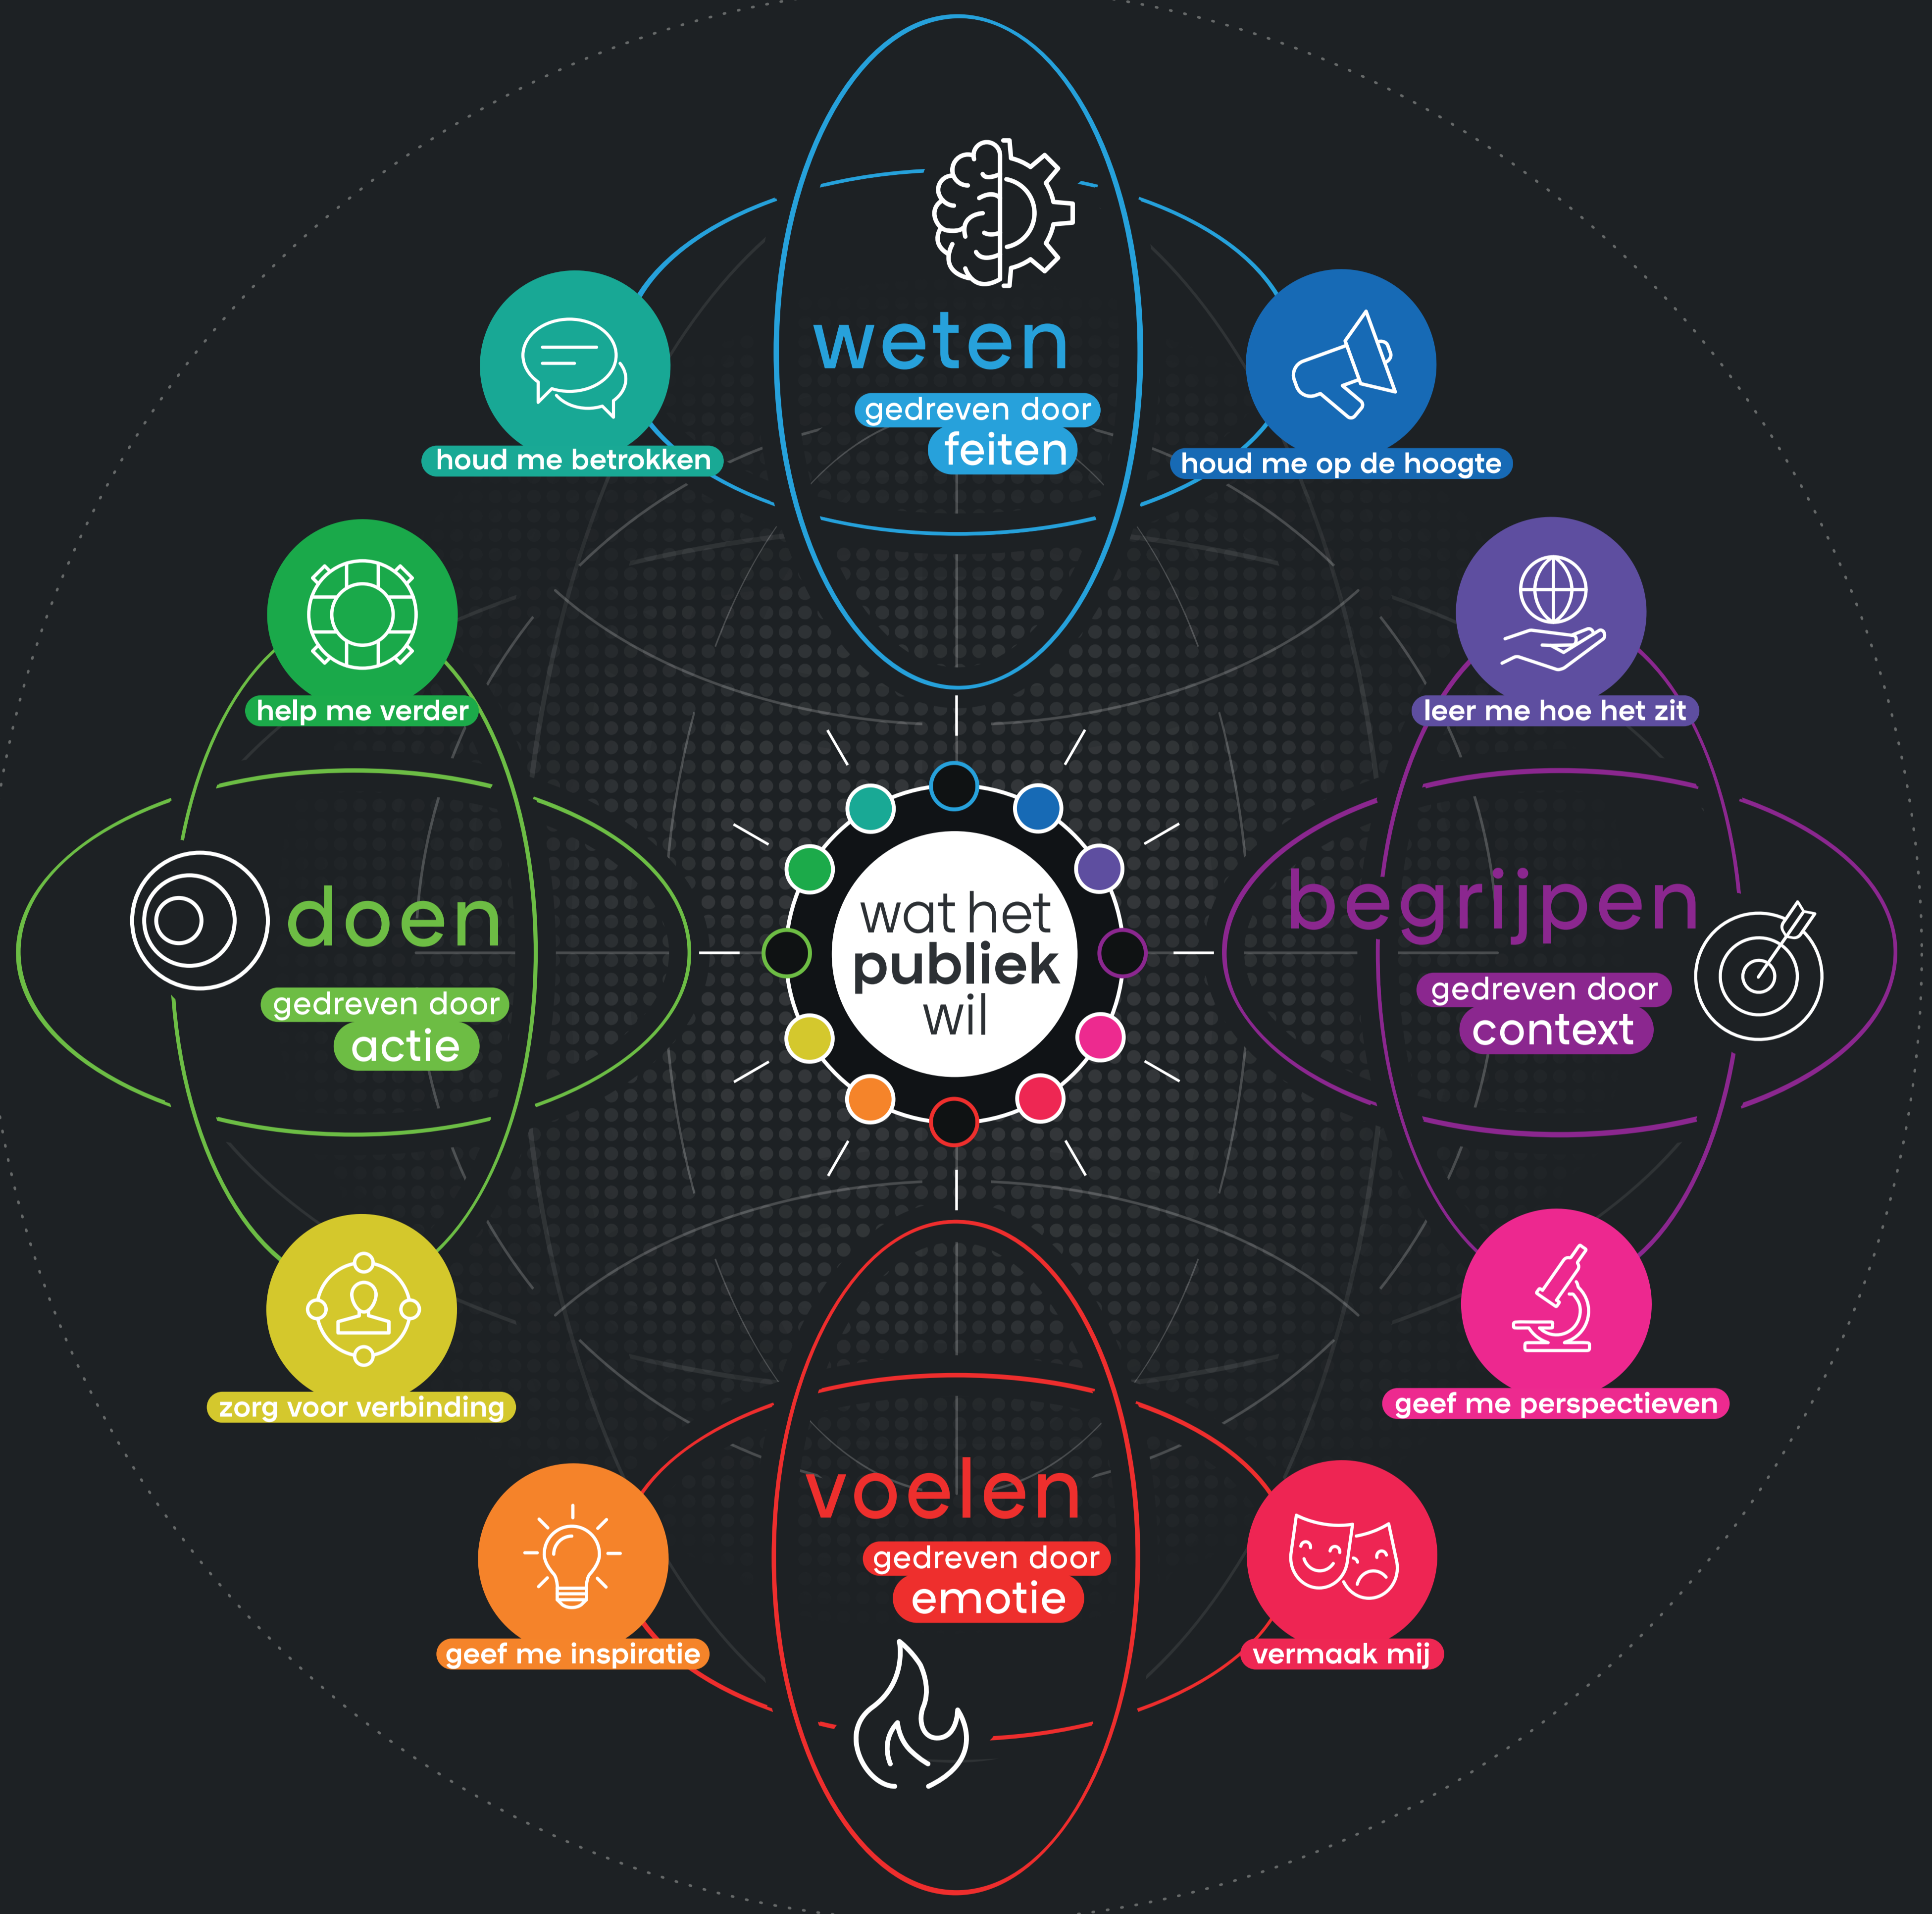 weten
gedreven door
feiten
houd me betrokken
houd me op de hoogte
help me verder
leer me hoe het zit
wat het
publiek
wil
doen
gedreven door
actie
begrijpen
gedreven door
context
zorg voor verbinding
geef me perspectieven
voelen
gedreven door
emotie
geef me inspiratie
vermaak mij